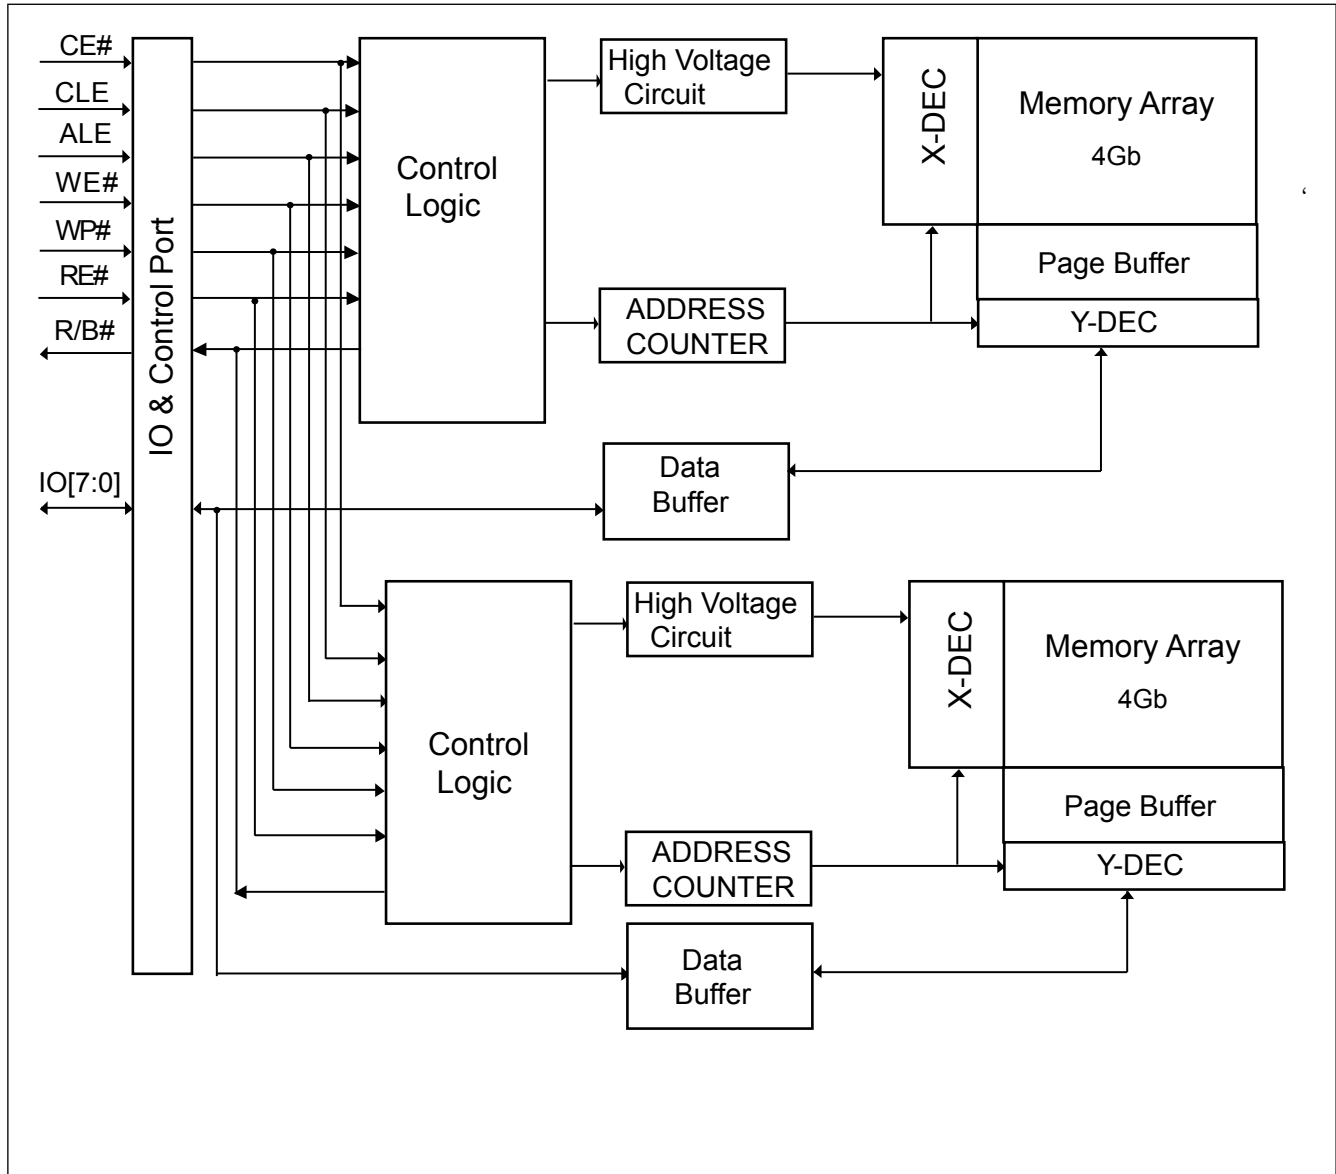 CE#
CLE
ALE
WE#
WP#
RE#
R/B#
IO[7:0]
IO & Control Port
Control
Logic
High Voltage
Circuit
X-DEC
Memory Array
4Gb
‘
Page Buffer
Y-DEC
ADDRESS
COUNTER
Data
Buffer
Control
Logic
High Voltage
Circuit
X-DEC
Memory Array
4Gb
Page Buffer
Y-DEC
ADDRESS
COUNTER
Data
Buffer